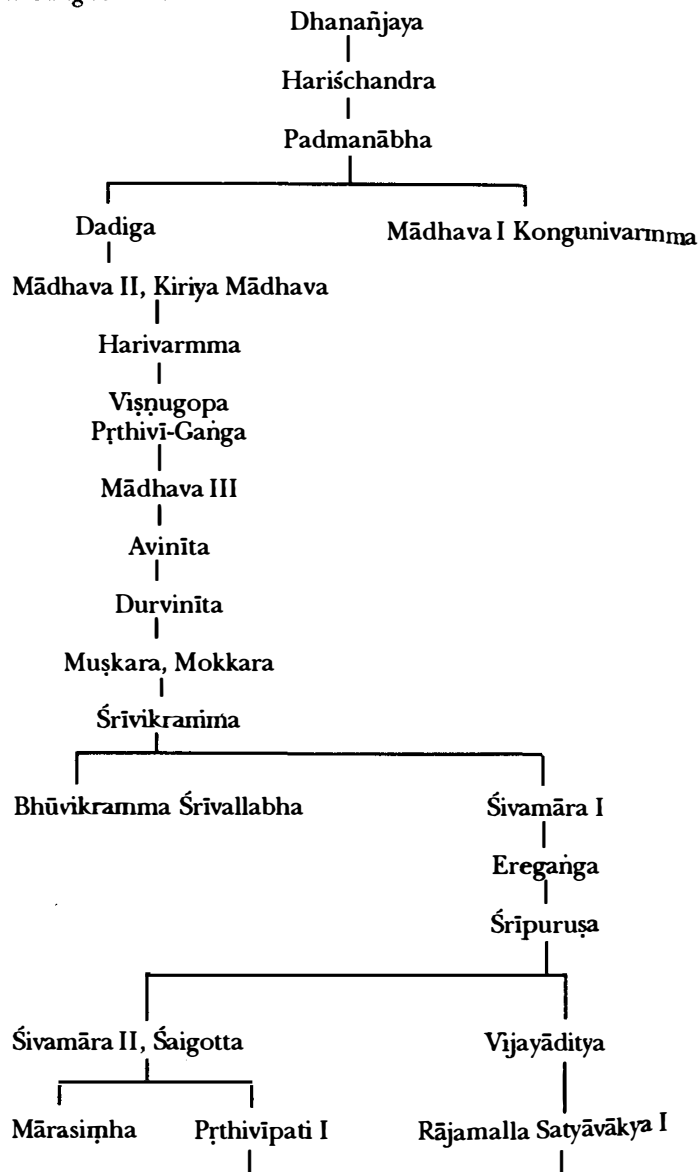 Dhanañjaya
Hariśchandra
Padmanābha
Dadiga
Mādhava I Kongunivarmma
Mādhava II, Kiriya Mādhava
Harivarmma
Viṣṇugopa
Pṛthivī-Gaṅga
Mādhava III
Avinīta
Durvinīta
Muṣkara, Mokkara
Śrīvikramma
Bhūvikramma Śrīvallabha
Śivamāra I
Eregaṅga
Śrīpuruṣa
Śivamāra II, Śaigotta
Vijayāditya
Mārasiṃha
Pṛthivīpati I
Rājamalla Satyāvākya I